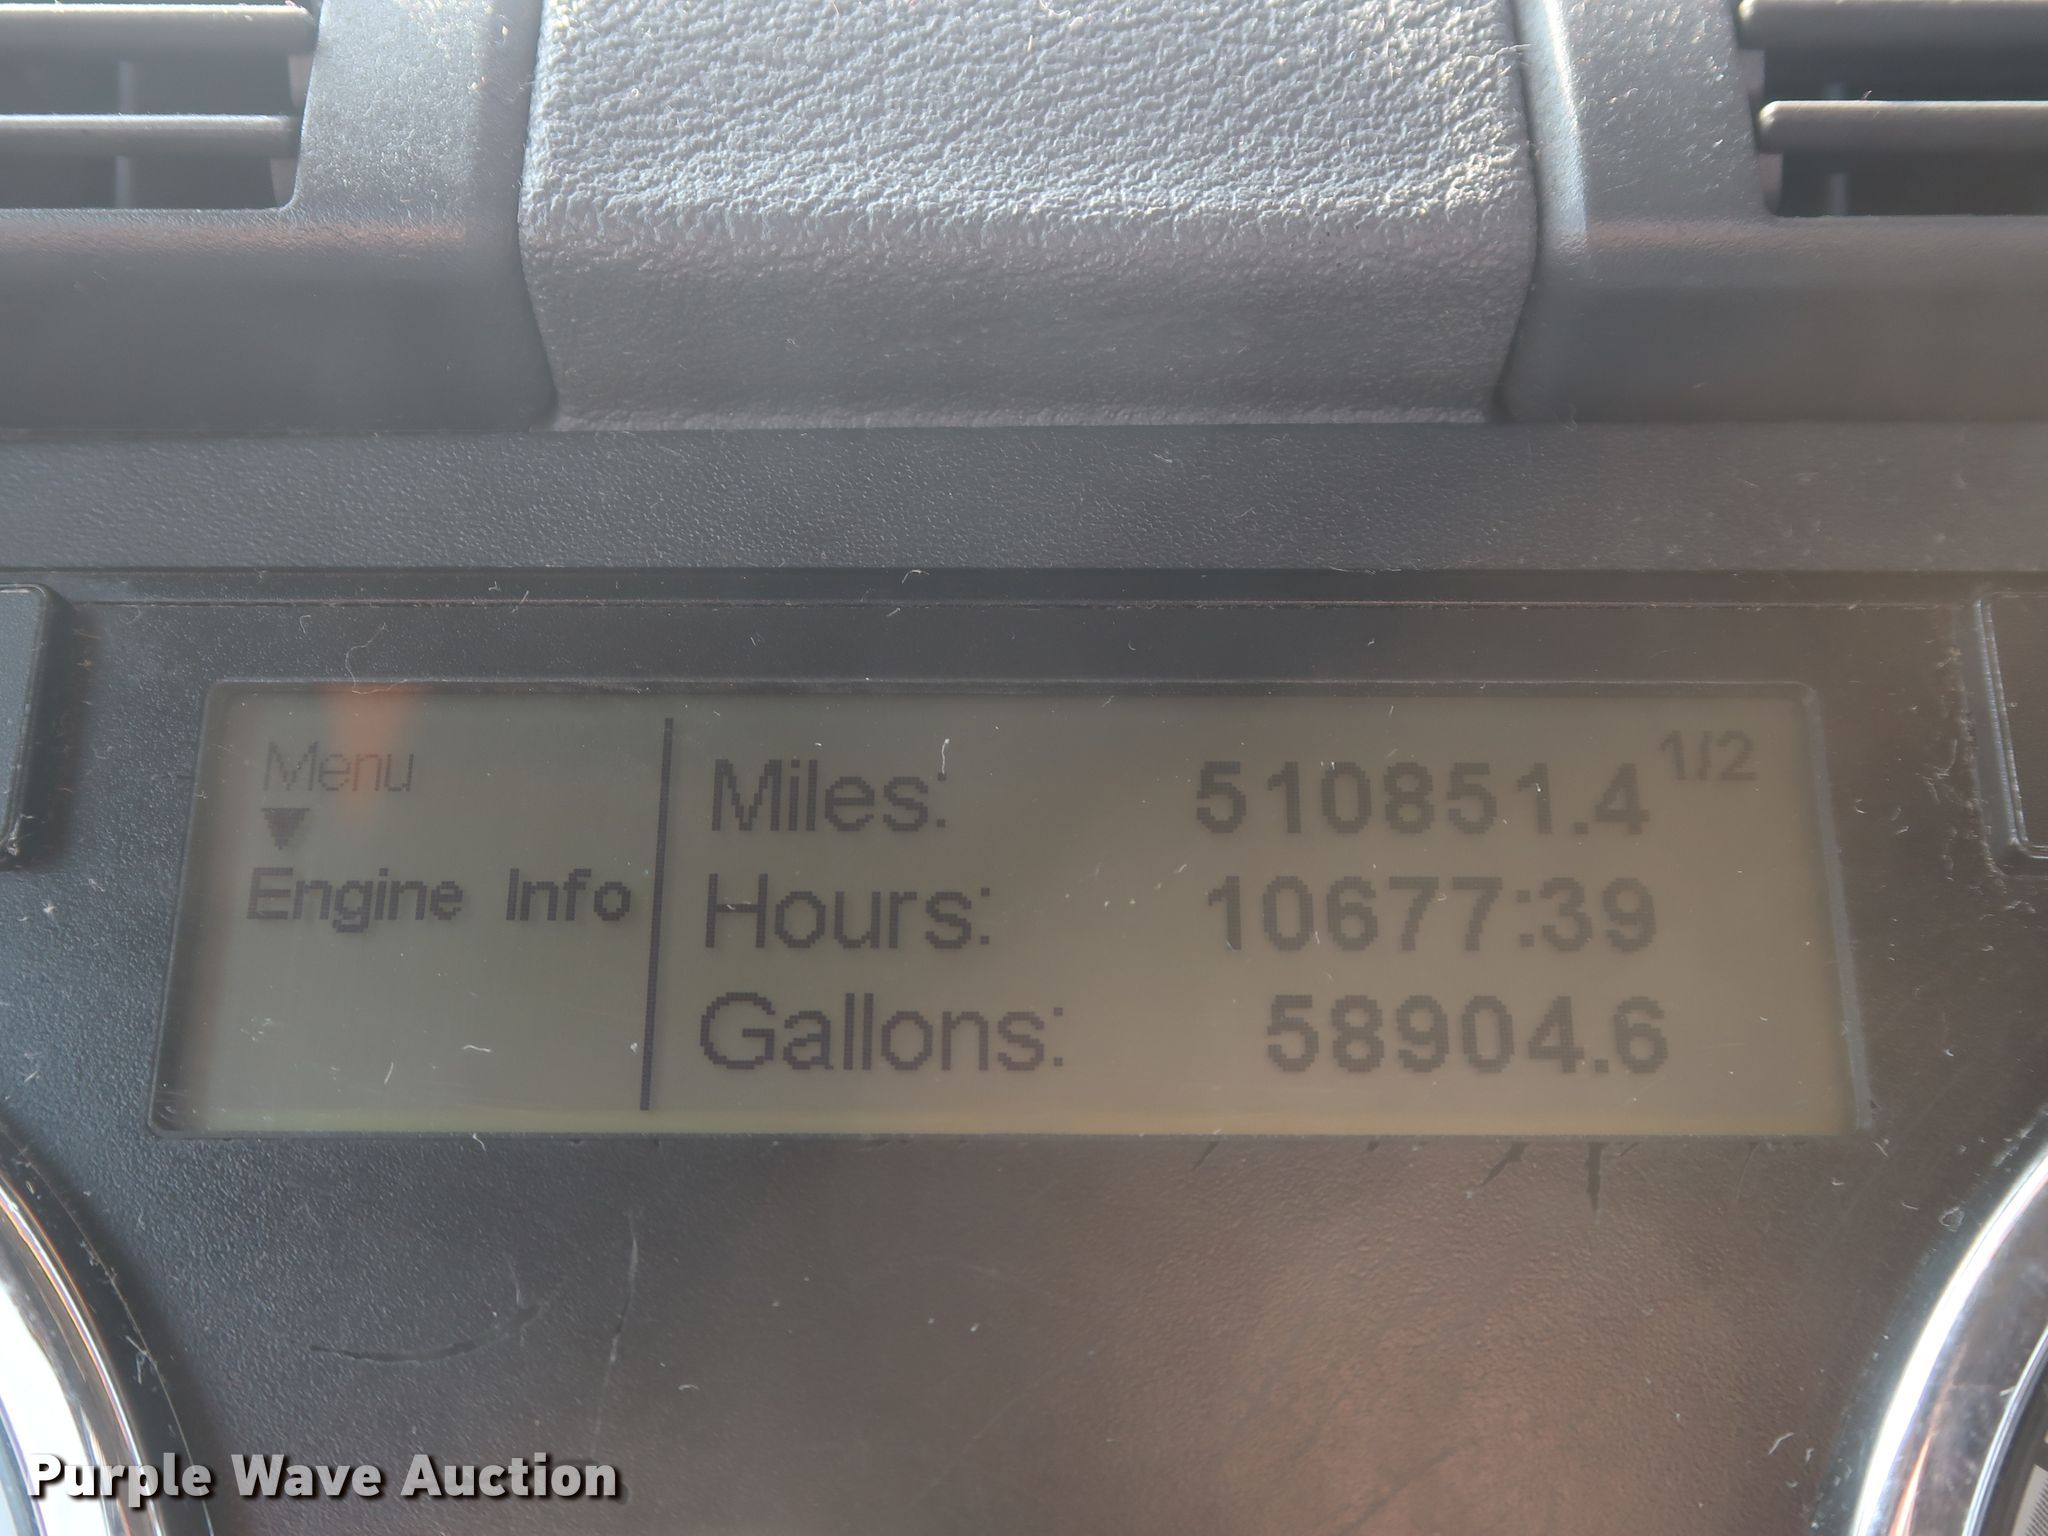 Menu
Engine Info
Miles: 510851.4 1/2
Hours: 10677:39
Gallons: 58904.6
Purple Wave Auction